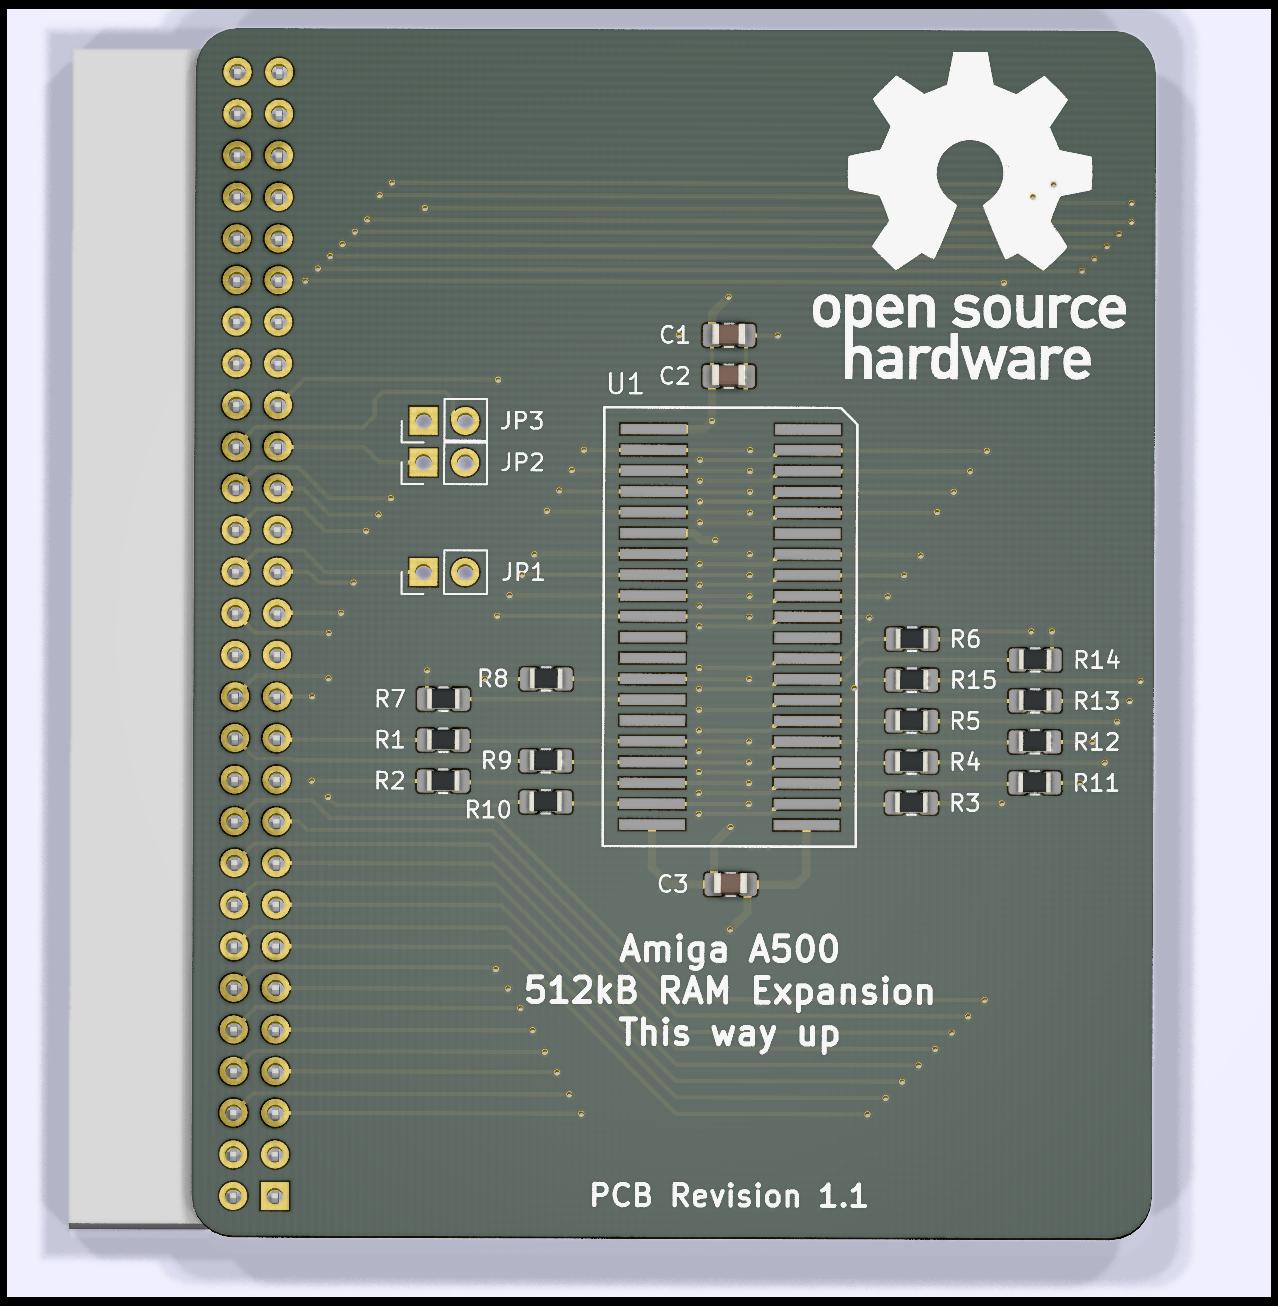 open source
hardware
C1
C2
U1
JP3
JP2
JP1
R6
R14
R8
R15
R7
R13
R5
R1
R12
R9
R4
R2
R11
R10
R3
C3
Amiga A500
512kB RAM Expansion
This way up
PCB Revision 1.1